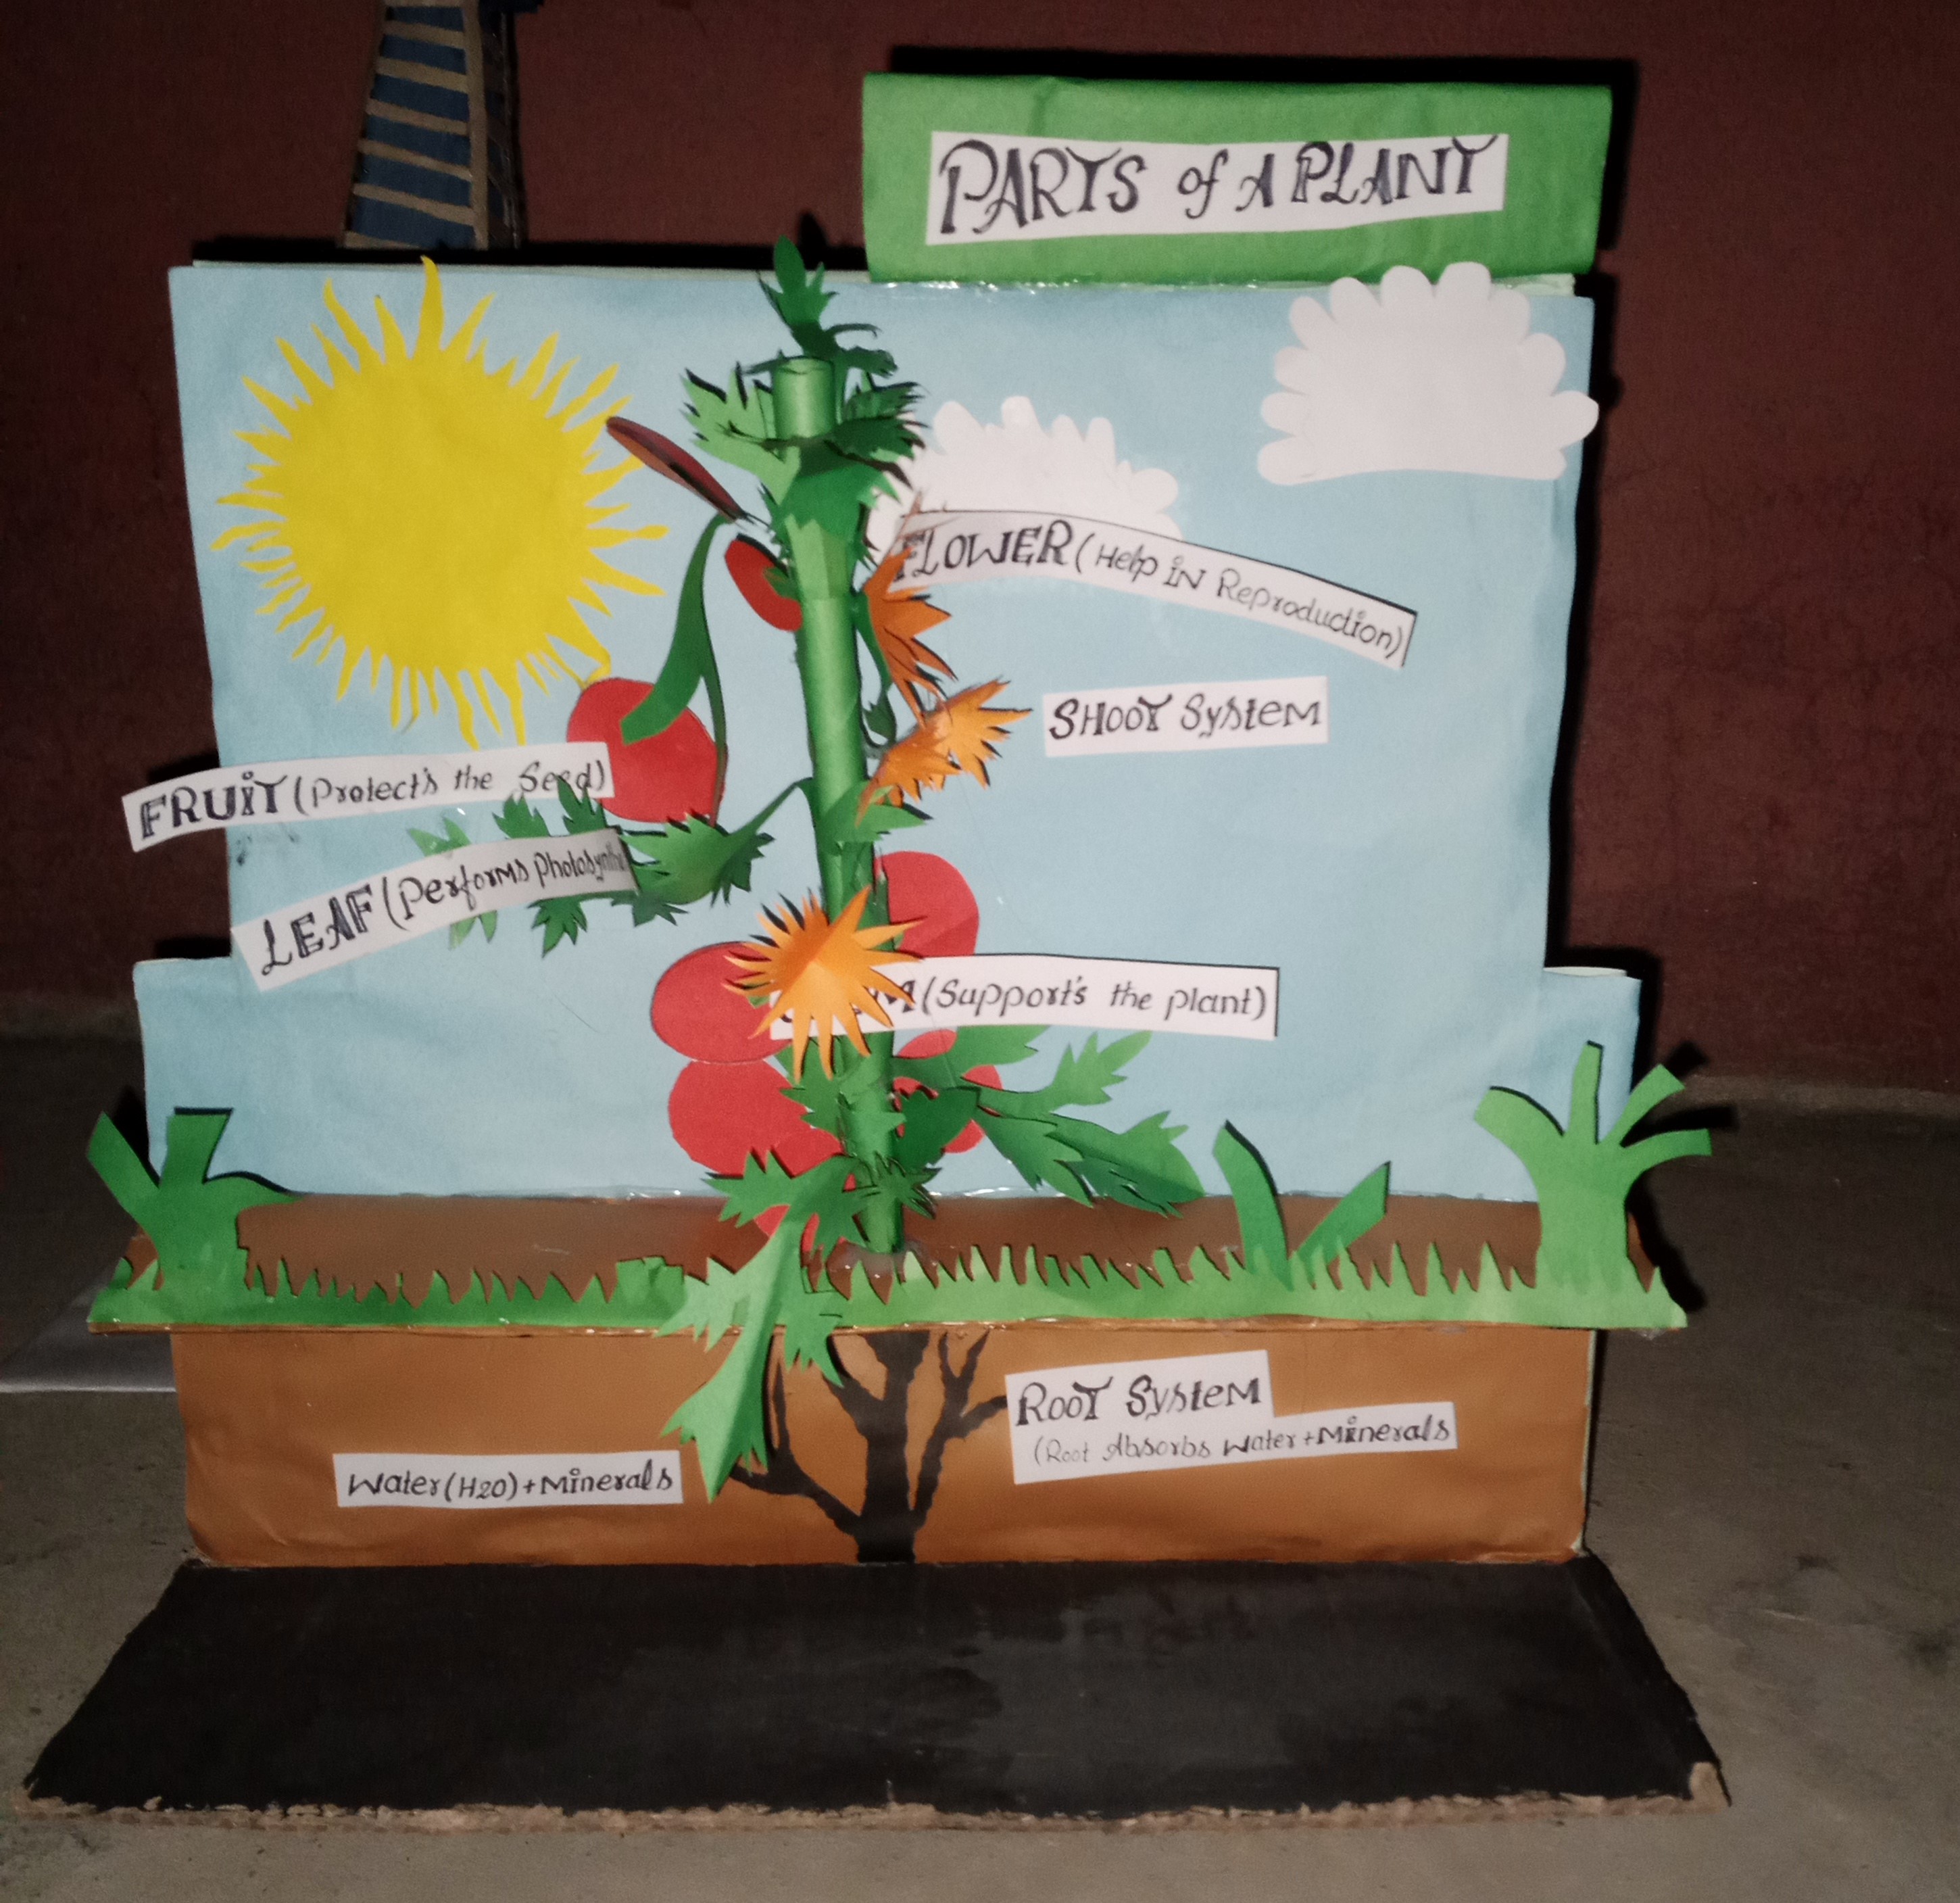 PARTS of A PLANT
FLOWER (Help in Reproduction)
SHOOT System
FRUIT (Protect's the Seed)
LEAF (Performs
(Support's the plant)
ROOT System
(Root Absorbs Water + Minerals
Water (H2O) + Minerals